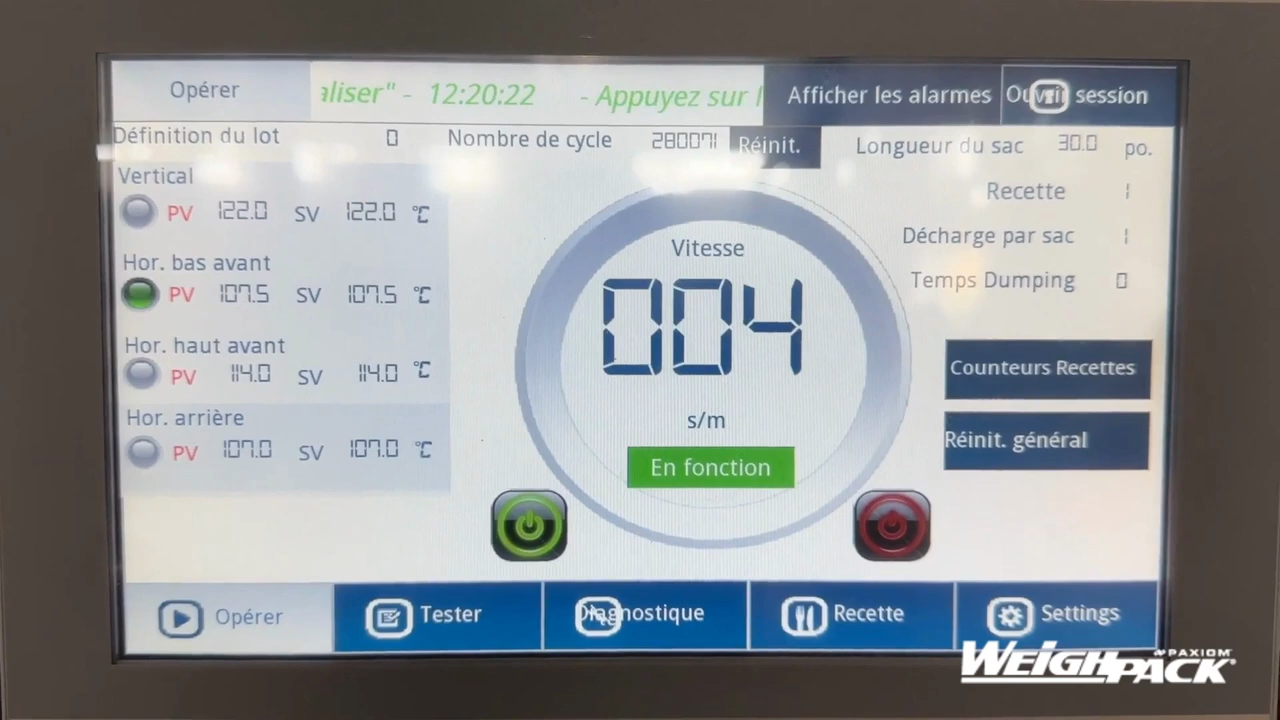 Opérer
aliser" - 12:20:22 - Appuyez sur l
Afficher les alarmes
Ouvrir session
Définition du lot 0
Nombre de cycle 280071 Réinit.
Longueur du sac 30.0 po.
Vertical
PV 122.0 SV 122.0 °C
Hor. bas avant
PV 107.5 SV 107.5 °C
Hor. haut avant
PV 114.0 SV 114.0 °C
Hor. arrière
PV 107.0 SV 107.0 °C
Vitesse
004
s/m
En fonction
Recette 1
Décharge par sac 1
Temps Dumping 0
Counteurs Recettes
Réinit. général
Opérer
Tester
Diagnostique
Recette
Settings
PAXIOM
WEIGHPACK